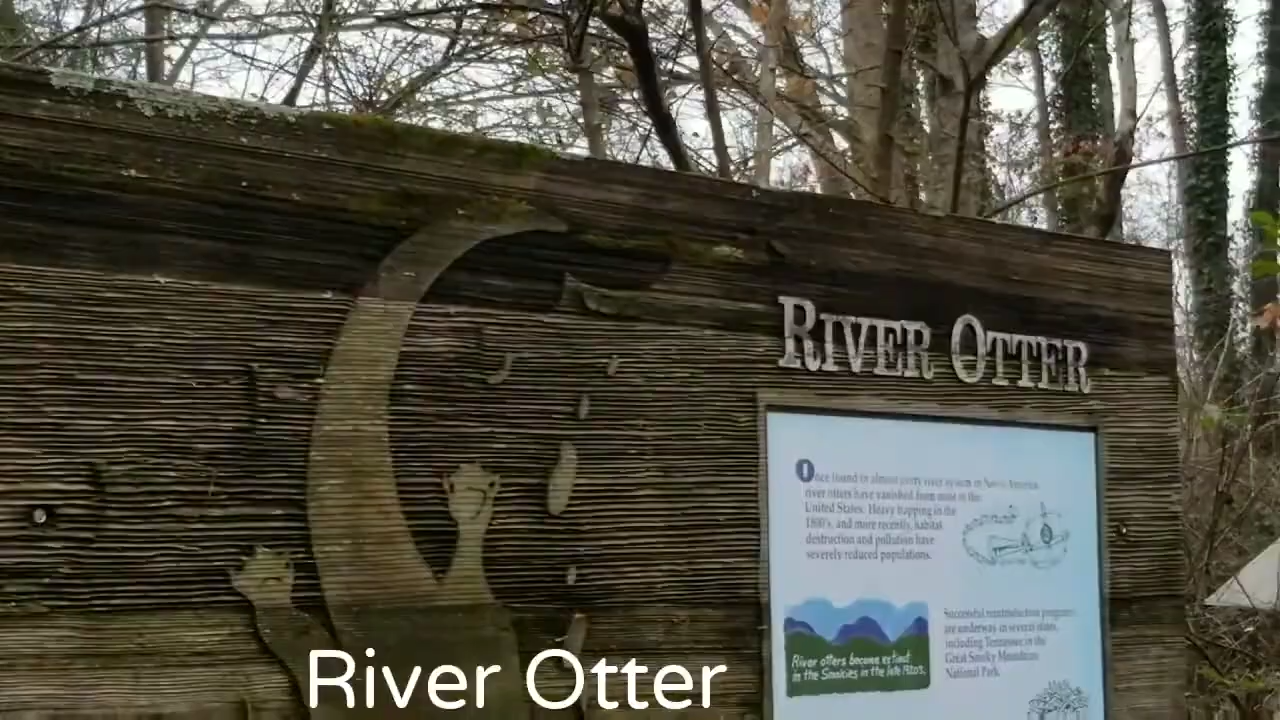 RIVER OTTER
Once found in almost every river system in North America,
river otters have vanished from most of the
United States. Heavy trapping in the
1800's, and more recently, habitat
destruction and pollution have
severely reduced populations.
River otters became extinct
in the Smokies in the late 1920's.
Successful reintroduction programs
are underway in several states,
including Tennessee in the
Great Smoky Mountains
National Park.
River Otter